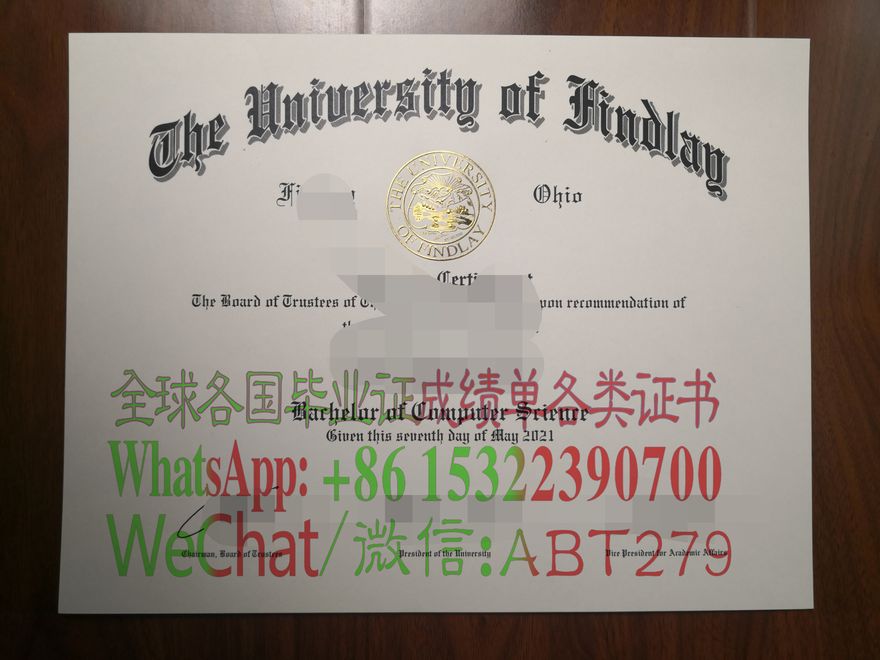 The University of Findlay
Ohio
THE UNIVERSITY OF FINDLAY
The Board of Trustees of
upon recommendation of
全球各国毕业证成绩单各类证书
Bachelor of Computer Science
Given this seventh day of May 2021
WhatsApp: +86 15322390700
WeChat/微信:ABT279
Chairman, Board of Trustees
President of the University
Vice President for Academic Affairs